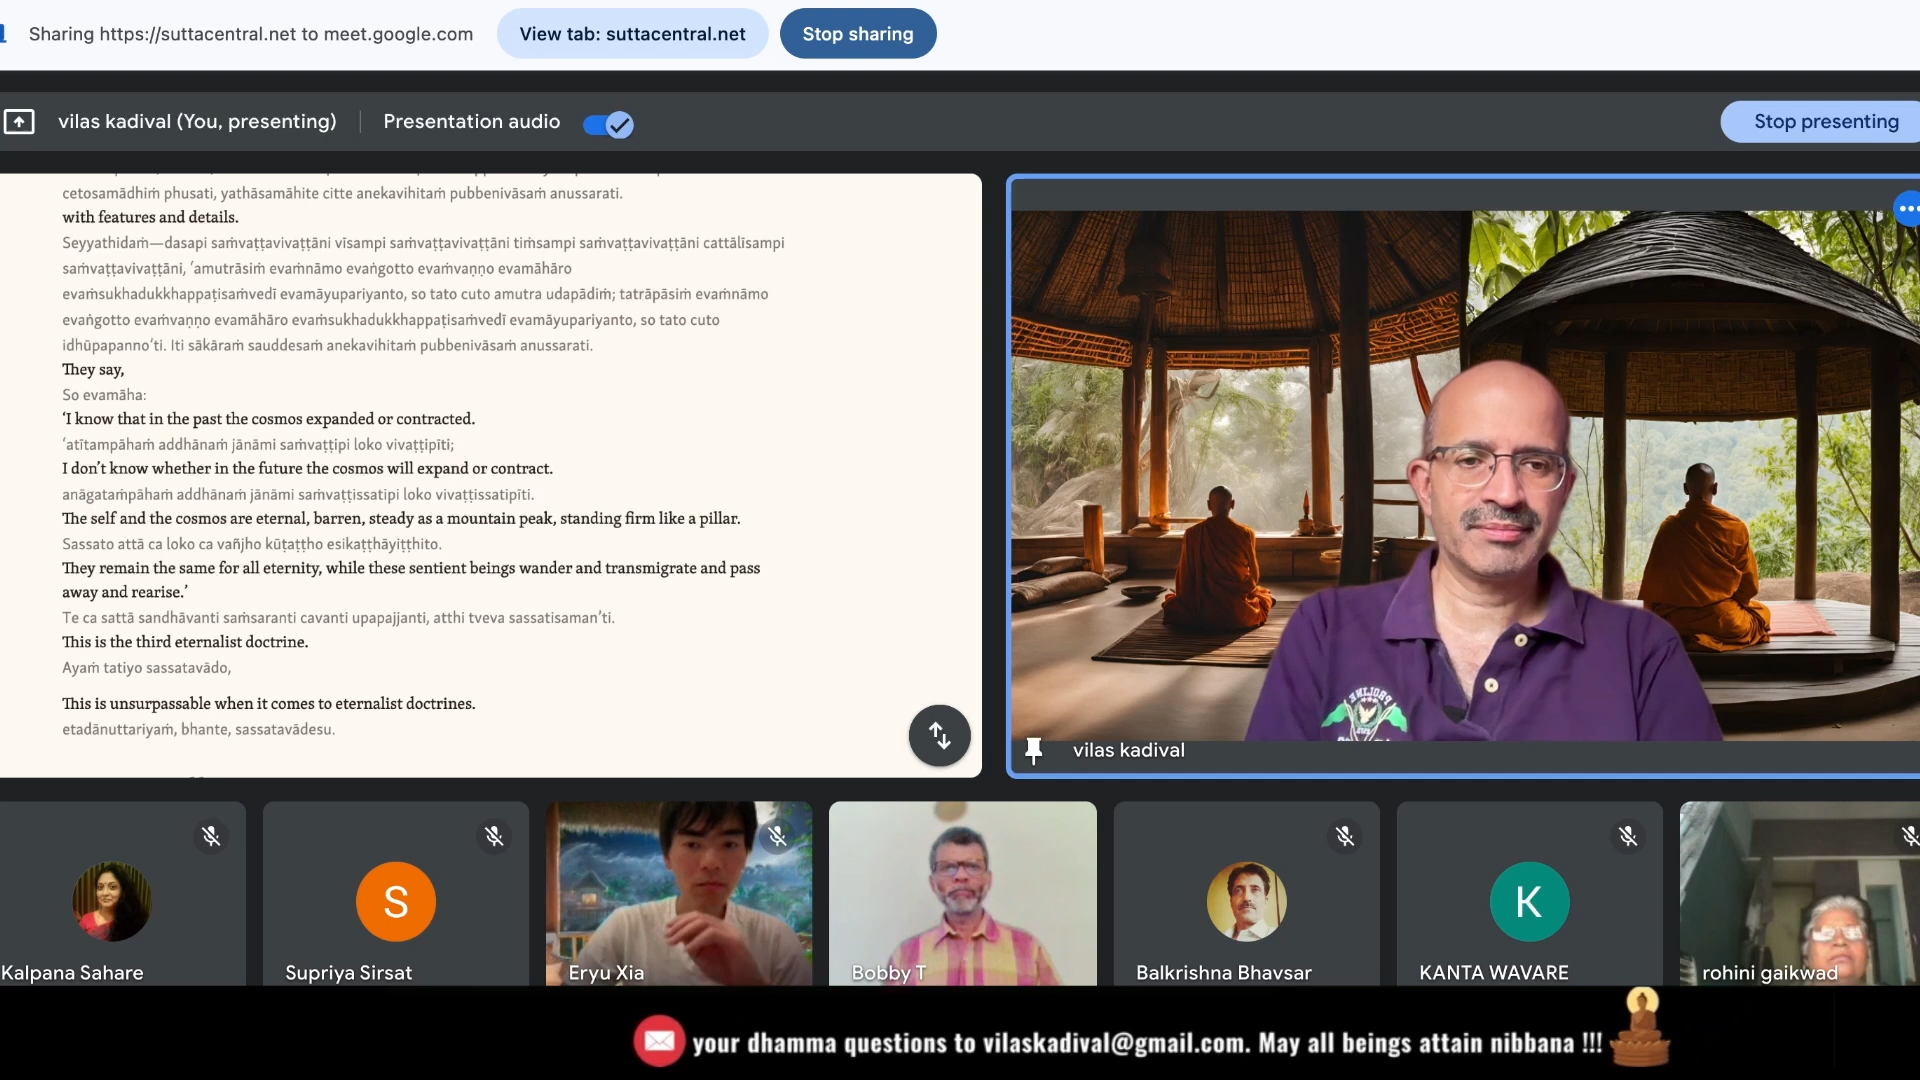 Sharing https://suttacentral.net to meet.google.com
View tab: suttacentral.net
Stop sharing
vilas kadival (You, presenting)
Presentation audio
Stop presenting
cetosamādhiṁ phusati, yathāsamāhite citte anekavihitaṁ pubbenivāsaṁ anussarati.
with features and details.
Seyyathidaṁ—dasapi saṁvaṭṭavivaṭṭāni vīsampi saṁvaṭṭavivaṭṭāni tiṁsampi saṁvaṭṭavivaṭṭāni cattālīsampi
saṁvaṭṭavivaṭṭāni, ‘amutrāsiṁ evaṁnāmo evaṅgotto evaṁvaṇṇo evamāhāro
evaṁsukhadukkhappaṭisaṁvedī evamāyupariyanto, so tato cuto amutra udapādiṁ; tatrāpāsiṁ evaṁnāmo
evaṅgotto evaṁvaṇṇo evamāhāro evaṁsukhadukkhappaṭisaṁvedī evamāyupariyanto, so tato cuto
idhūpapanno’ti. Iti sākāraṁ sauddesaṁ anekavihitaṁ pubbenivāsaṁ anussarati.
They say,
So evamāha:
‘I know that in the past the cosmos expanded or contracted.
‘atītampāhaṁ addhānaṁ jānāmi saṁvaṭṭipi loko vivaṭṭipīti;
I don’t know whether in the future the cosmos will expand or contract.
anāgatampāhaṁ addhānaṁ jānāmi saṁvaṭṭissatipi loko vivaṭṭissatipīti.
The self and the cosmos are eternal, barren, steady as a mountain peak, standing firm like a pillar.
Sassato attā ca loko ca vañjho kūṭaṭṭho esikaṭṭhāyiṭṭhito.
They remain the same for all eternity, while these sentient beings wander and transmigrate and pass
away and rearise.’
Te ca sattā sandhāvanti saṁsaranti cavanti upapajjanti, atthi tveva sassatisaman’ti.
This is the third eternalist doctrine.
Ayaṁ tatiyo sassatavādo,
This is unsurpassable when it comes to eternalist doctrines.
etadānuttariyaṁ, bhante, sassatavādesu.
vilas kadival
Kalpana Sahare
S
Supriya Sirsat
Eryu Xia
Bobby T
Balkrishna Bhavsar
K
KANTA WAVARE
rohini gaikwad
your dhamma questions to vilaskadival@gmail.com. May all beings attain nibbana !!!